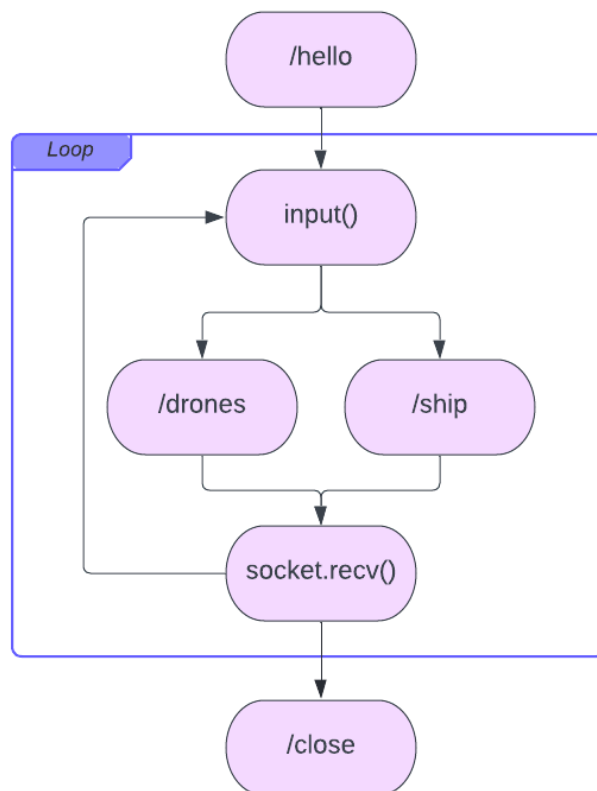 /hello
Loop
input()
/drones
/ship
socket.recv()
/close